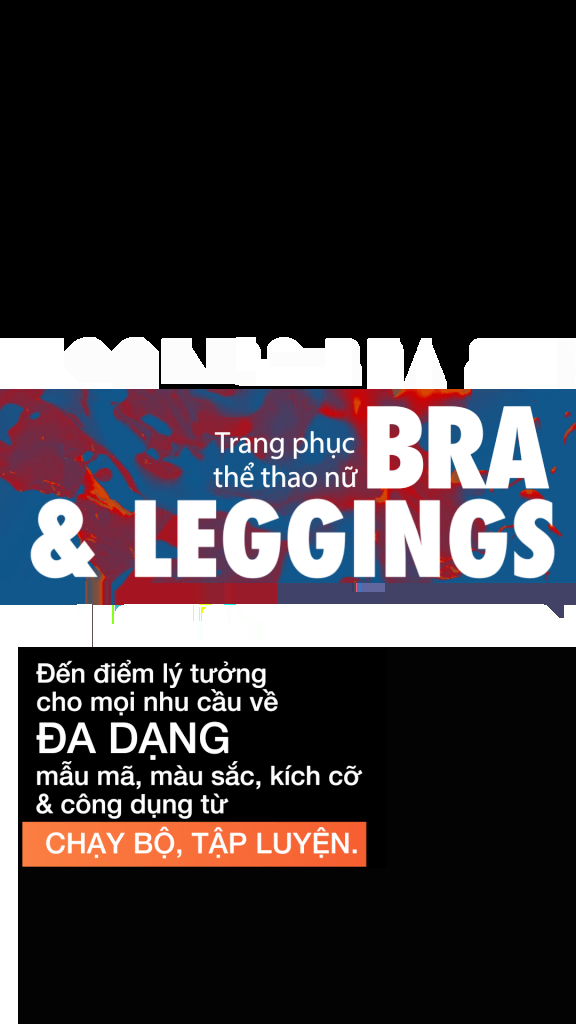 Trang phục
thể thao nữ
BRA
& LEGGINGS
Đến điểm lý tưởng
cho mọi nhu cầu về
ĐA DẠNG
mẫu mã, màu sắc, kích cỡ
& công dụng từ
CHẠY BỘ, TẬP LUYỆN.